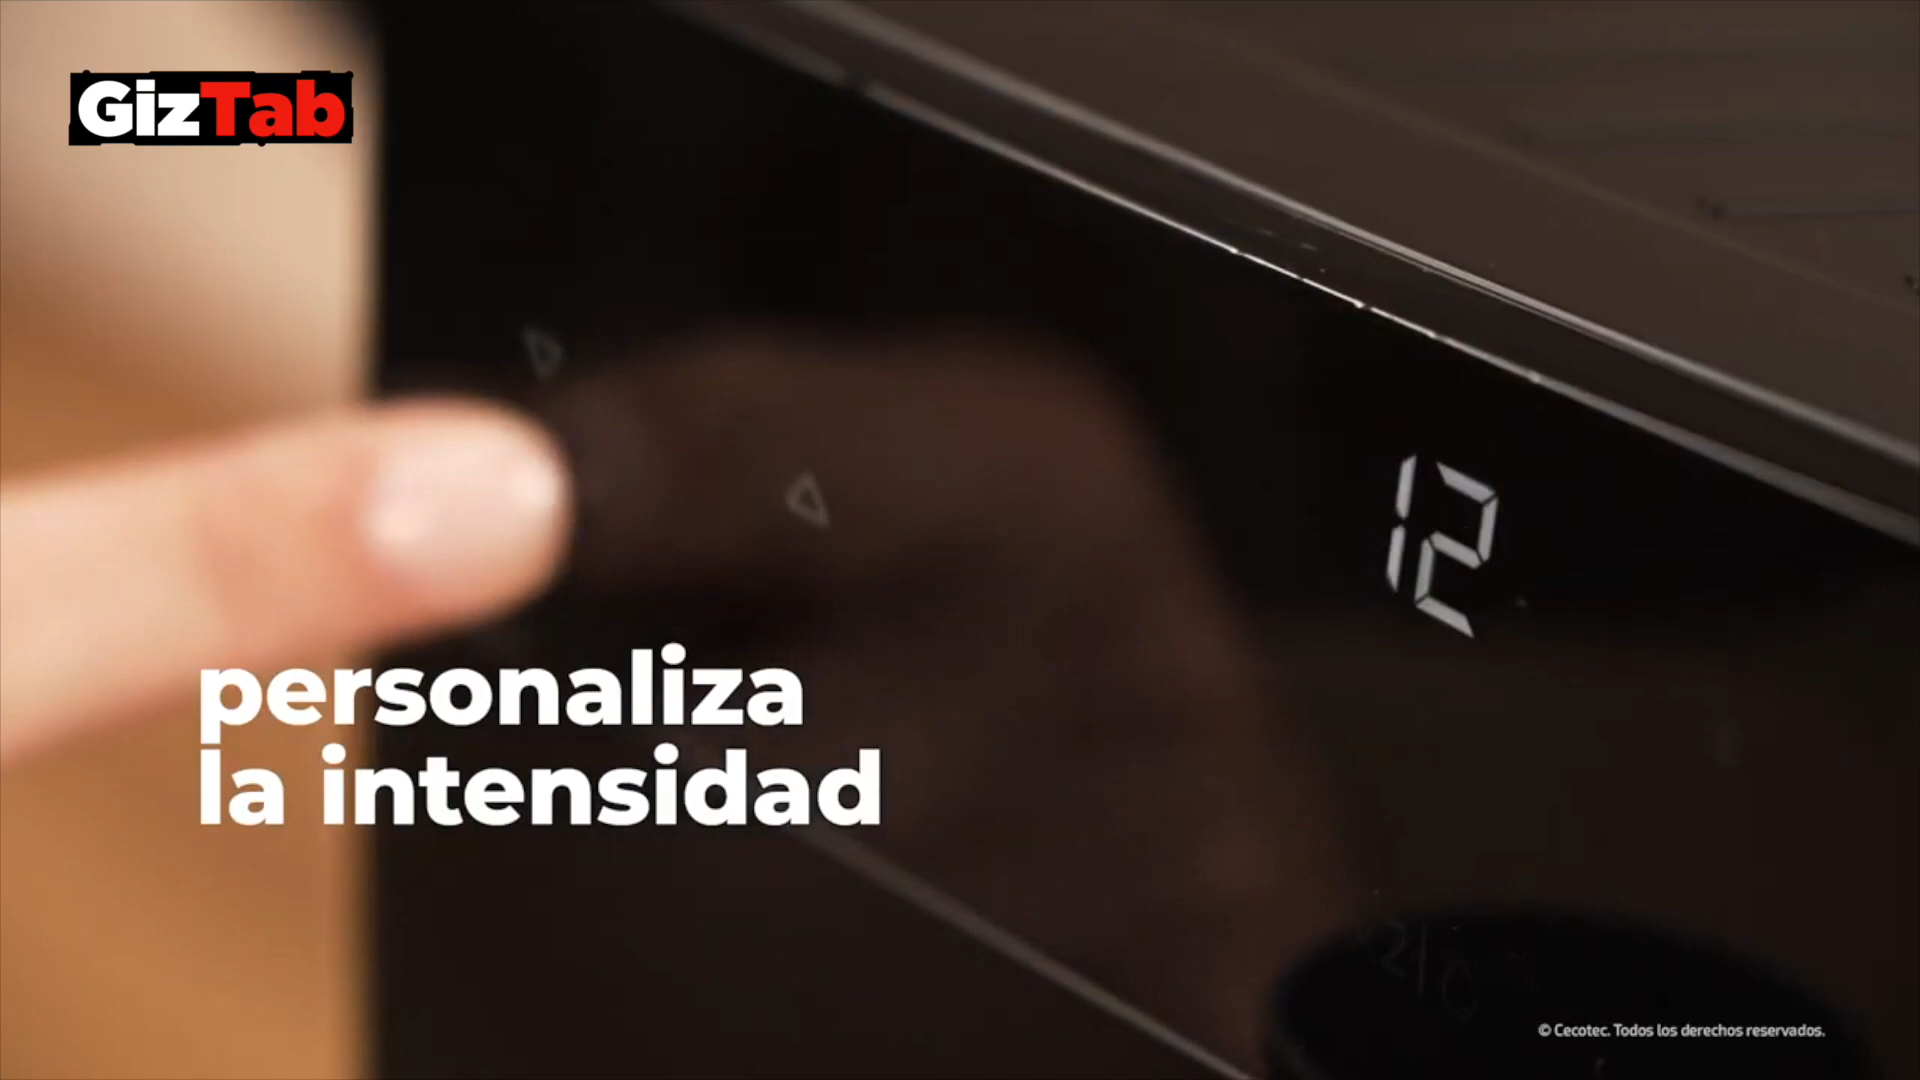 GizTab
12
personaliza
la intensidad
© Cecotec. Todos los derechos reservados.